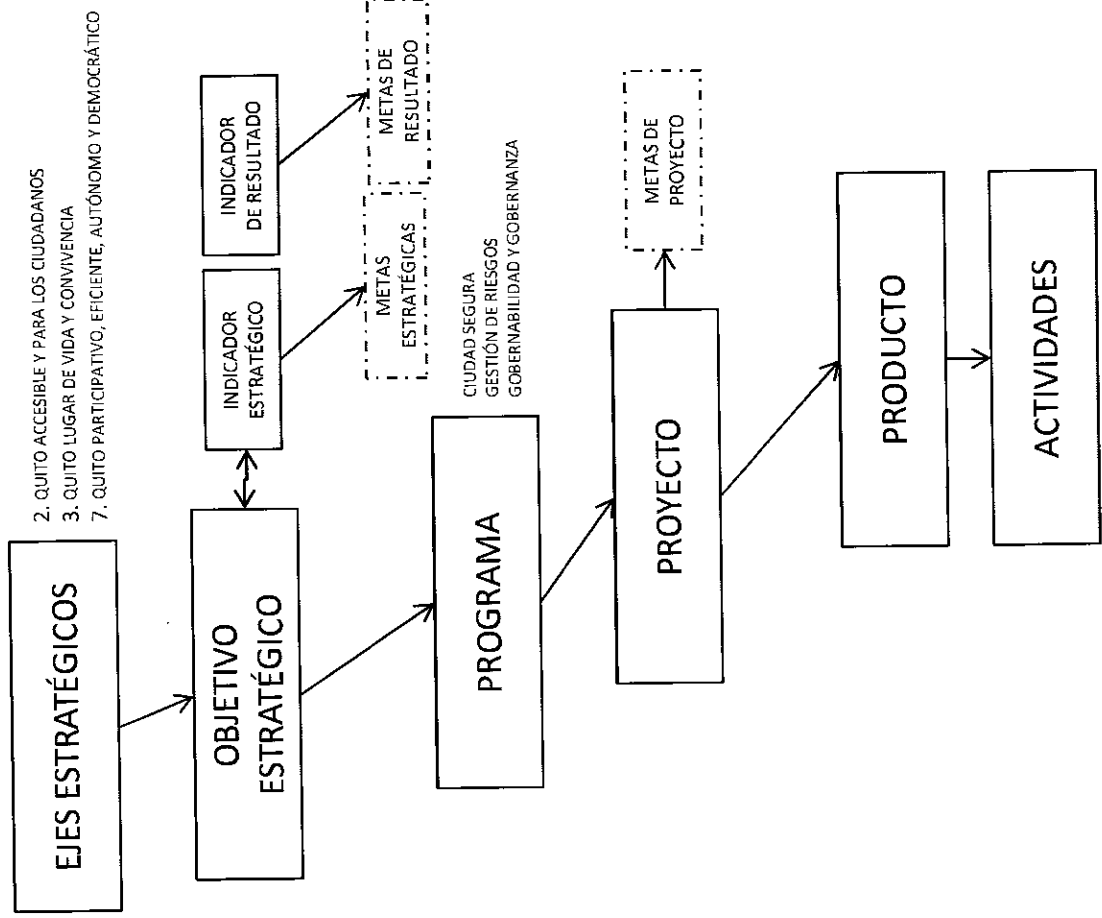 EJES ESTRATÉGICOS
2. QUITO ACCESIBLE Y PARA LOS CIUDADANOS
3. QUITO LUGAR DE VIDA Y CONVIVENCIA
7. QUITO PARTICIPATIVO, EFICIENTE, AUTÓNOMO Y DEMOCRÁTICO
OBJETIVO
ESTRATÉGICO
INDICADOR
ESTRATÉGICO
INDICADOR
DE RESULTADO
METAS
ESTRATÉGICAS
METAS DE
RESULTADO
PROGRAMA
CIUDAD SEGURA
GESTIÓN DE RIESGOS
GOBERNABILIDAD Y GOBERNANZA
PROYECTO
METAS DE
PROYECTO
PRODUCTO
ACTIVIDADES